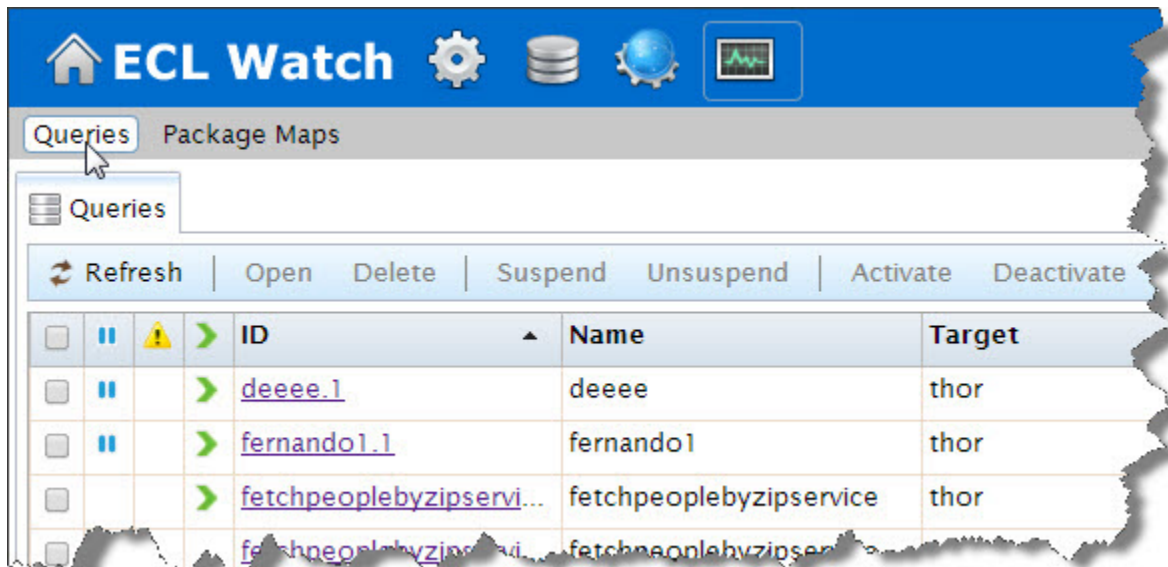 ECL Watch
Queries Package Maps
Queries
Refresh Open Delete Suspend Unsuspend Activate Deactivate
ID Name Target
deeee.1 deeee thor
fernando1.1 fernando1 thor
fetchpeoplebyzipservi... fetchpeoplebyzipservice thor